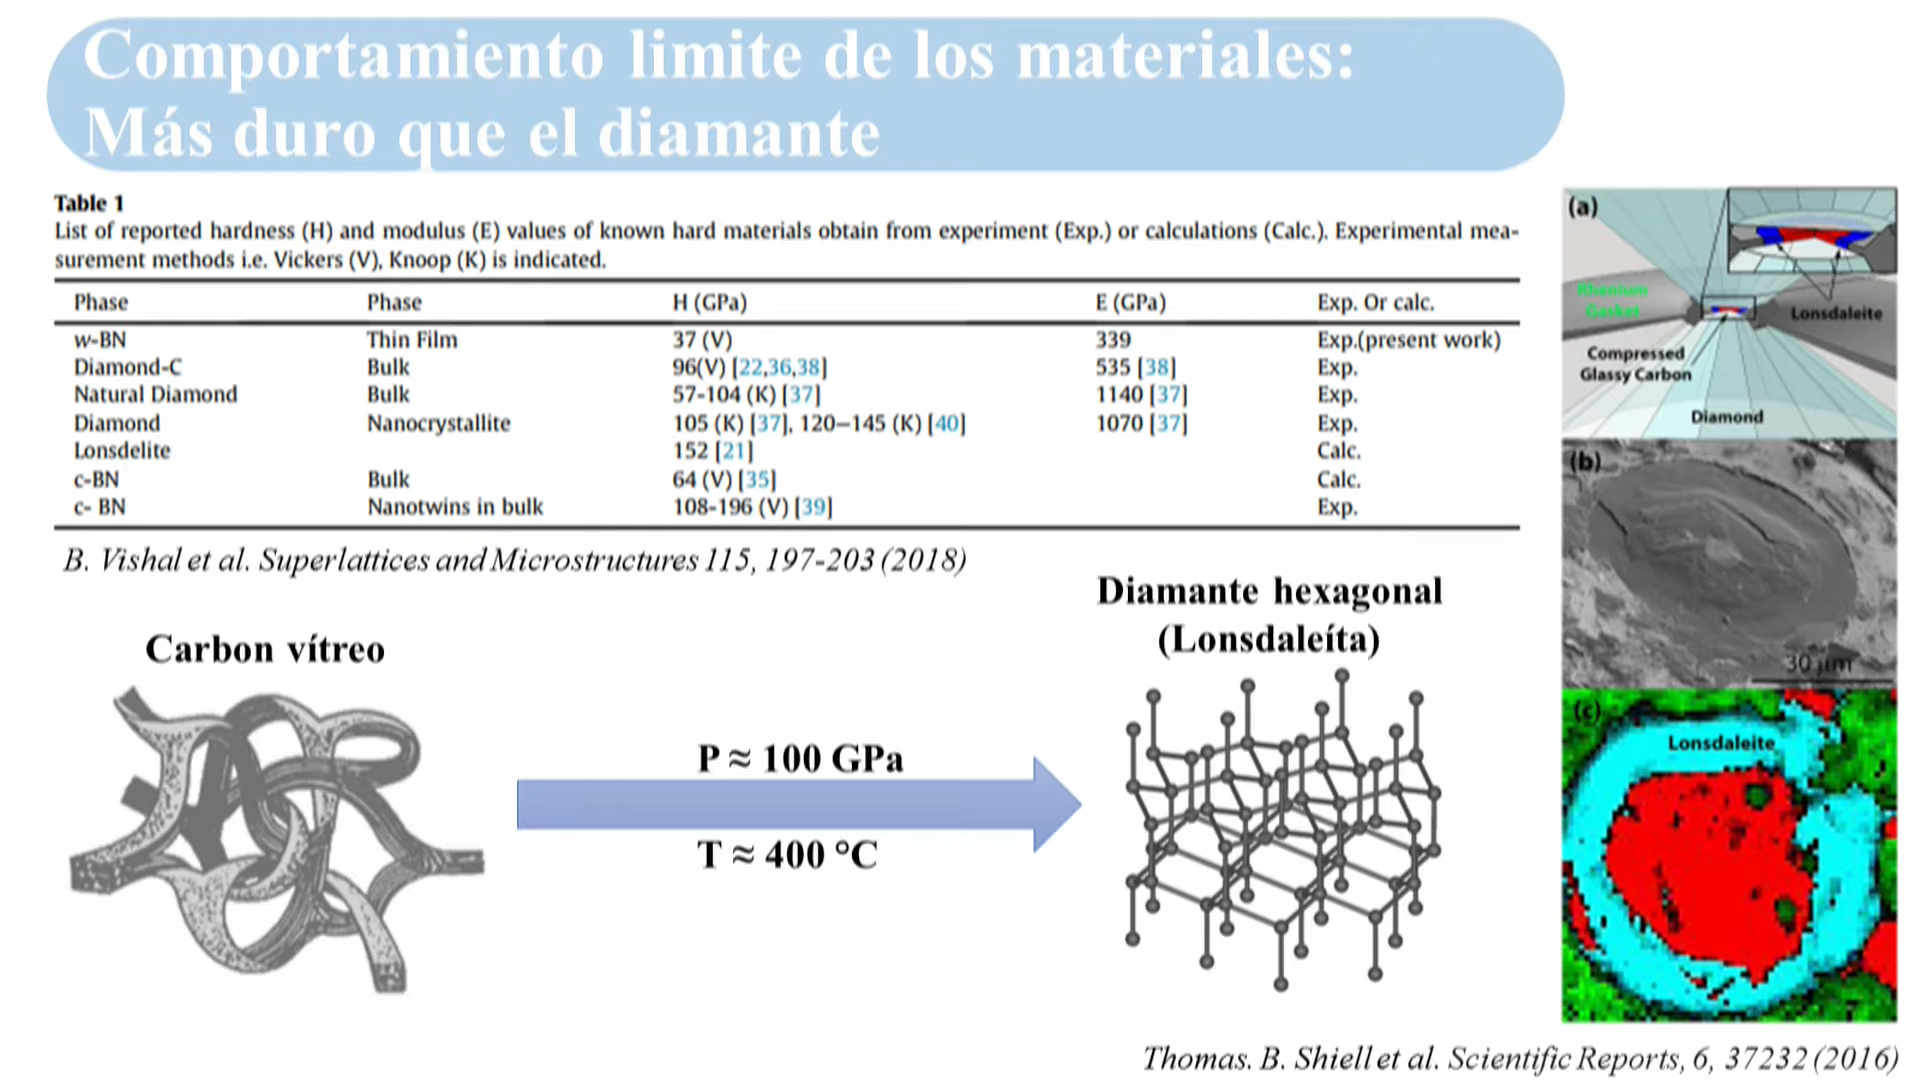 Comportamiento limite de los materiales:
Más duro que el diamante
Table 1
List of reported hardness (H) and modulus (E) values of known hard materials obtain from experiment (Exp.) or calculations (Calc.). Experimental mea-
surement methods i.e. Vickers (V), Knoop (K) is indicated.
Phase Phase H (GPa) E (GPa) Exp. Or calc.
w-BN Thin Film 37 (V) 339 Exp.(present work)
Diamond-C Bulk 96(V) [22,36,38] 535 [38] Exp.
Natural Diamond Bulk 57-104 (K) [37] 1140 [37] Exp.
Diamond Nanocrystallite 105 (K) [37], 120–145 (K) [40] 1070 [37] Exp.
Lonsdelite 152 [21] Calc.
c-BN Bulk 64 (V) [35] Calc.
c- BN Nanotwins in bulk 108-196 (V) [39] Exp.
B. Vishal et al. Superlattices and Microstructures 115, 197-203 (2018)
Carbon vítreo
P ≈ 100 GPa
T ≈ 400 °C
Diamante hexagonal
(Lonsdaleíta)
(a)
Rhenium
Gasket
Lonsdaleite
Compressed
Glassy Carbon
Diamond
(b)
30 μm
(c)
Lonsdaleite
Thomas. B. Shiell et al. Scientific Reports, 6, 37232 (2016)